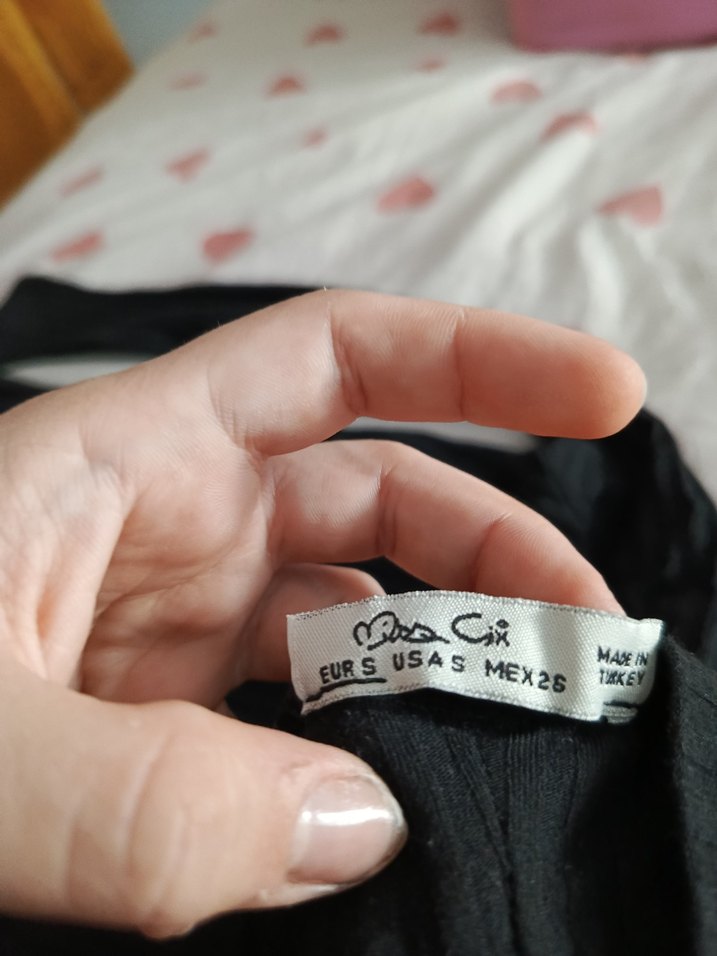 Miss Cix
EUR S USA S MEX 26
MADE IN
TURKEY